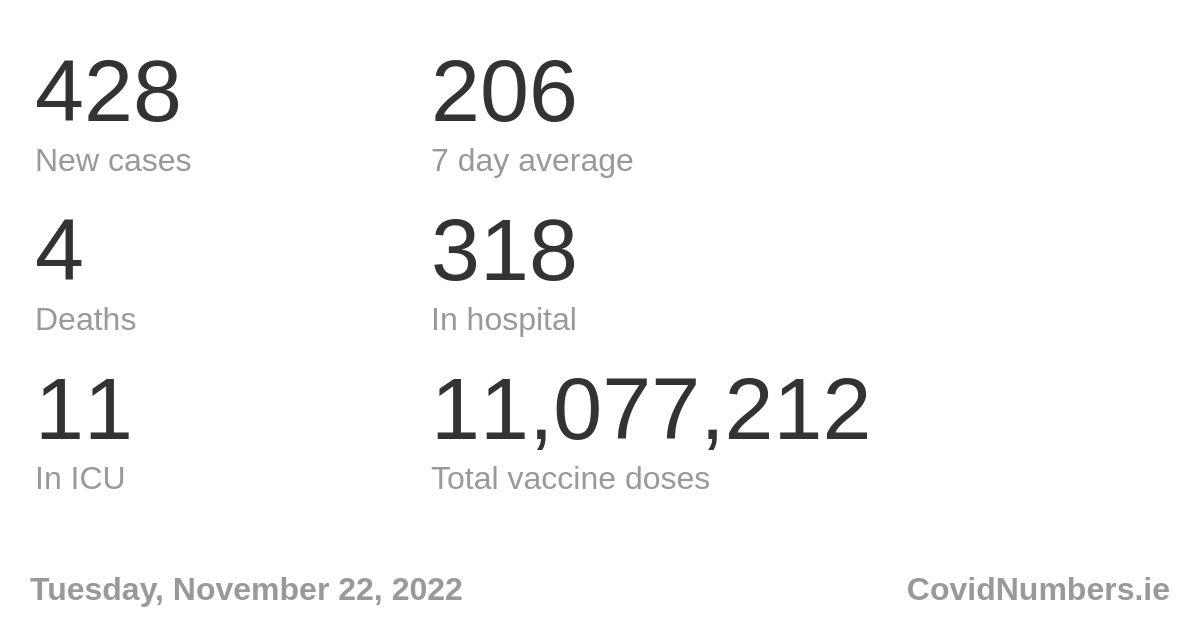 428 206
New cases 7 day average
4 318
Deaths In hospital
11 11,077,212
In ICU Total vaccine doses
Tuesday, November 22, 2022 CovidNumbers.ie